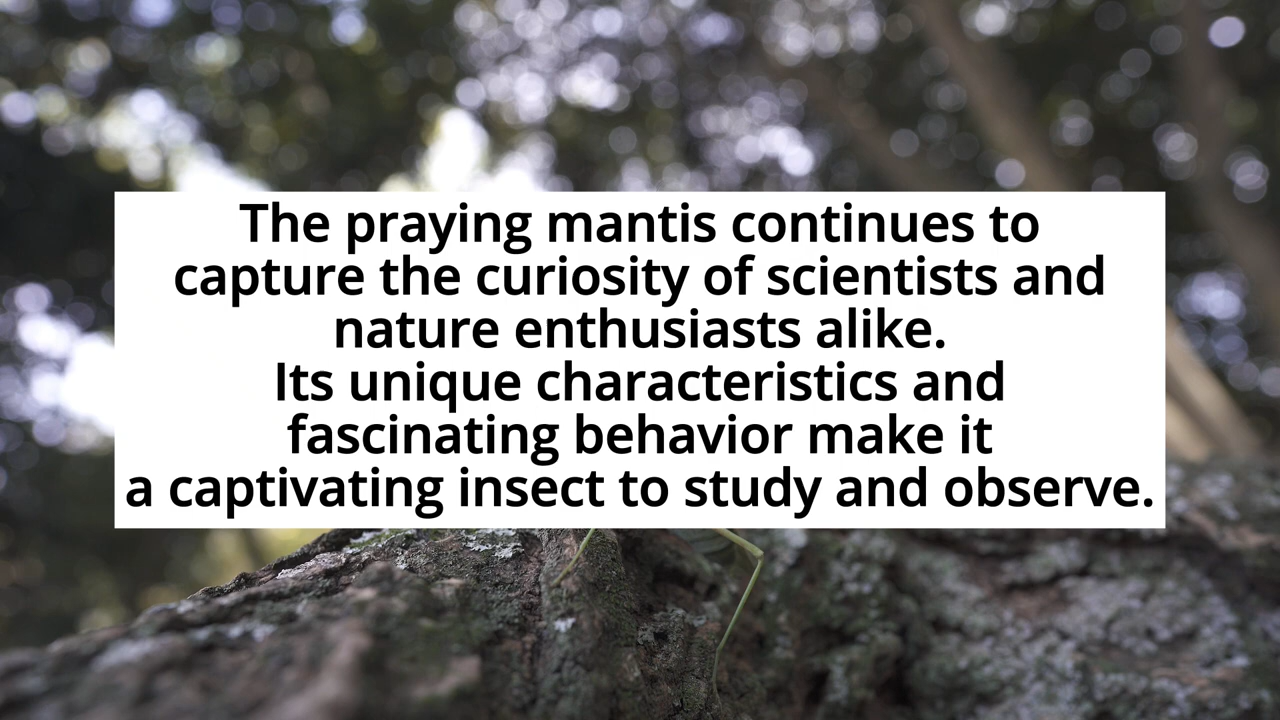 The praying mantis continues to
capture the curiosity of scientists and
nature enthusiasts alike.
Its unique characteristics and
fascinating behavior make it
a captivating insect to study and observe.